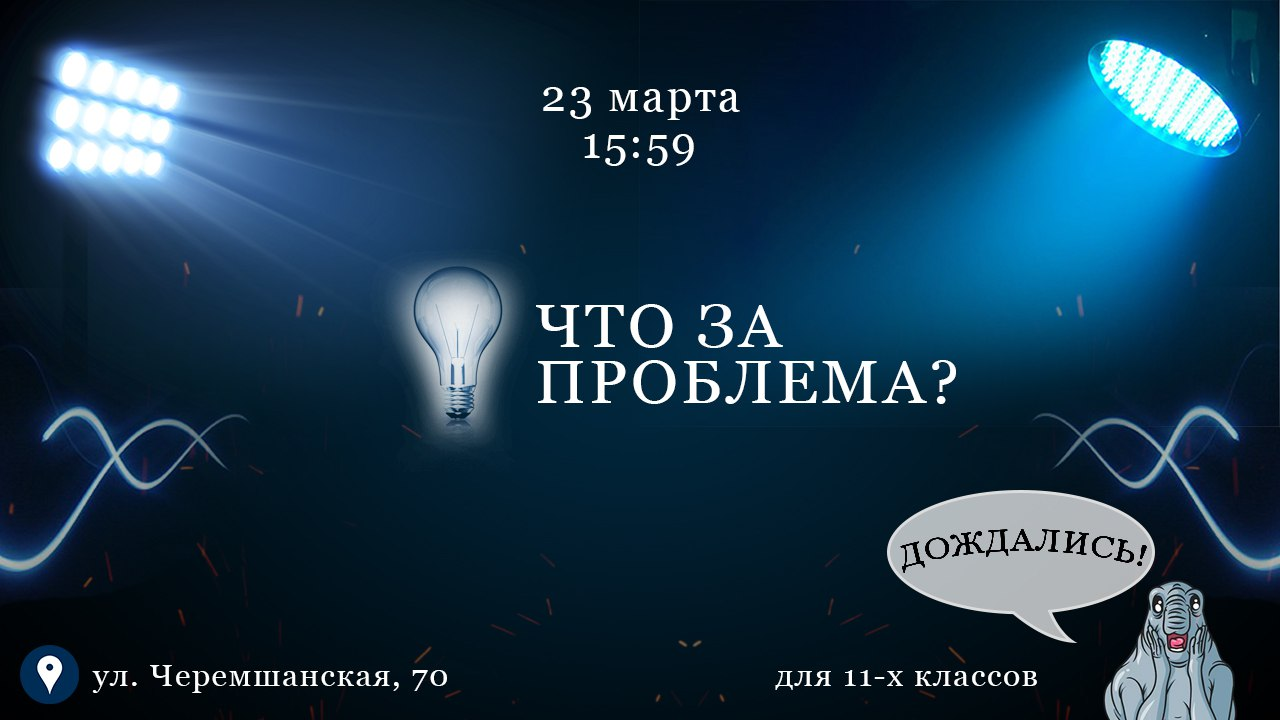 23 марта
15:59
ЧТО ЗА
ПРОБЛЕМА?
ДОЖДАЛИСЬ!
ул. Черемшанская, 70
для 11-х классов